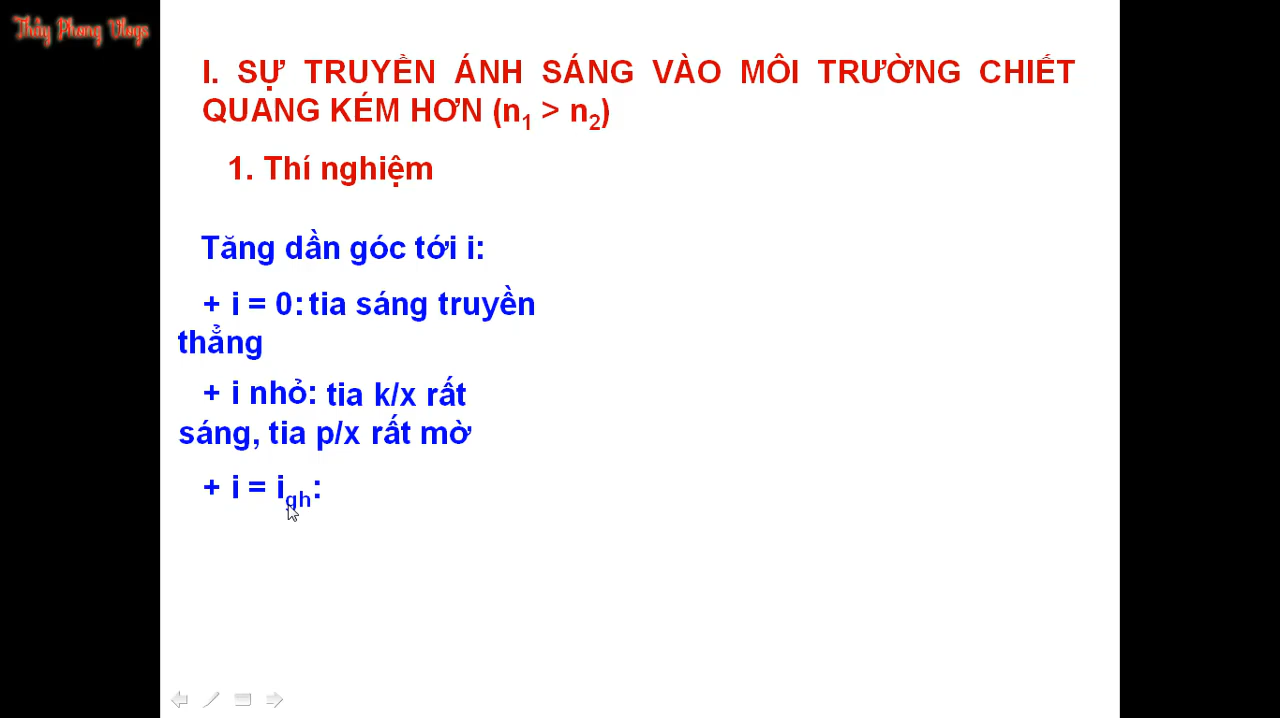 Thầy Phong Vlogs
I. SỰ TRUYỀN ÁNH SÁNG VÀO MÔI TRƯỜNG CHIẾT
QUANG KÉM HƠN (n₁ > n₂)
1. Thí nghiệm
Tăng dần góc tới i:
+ i = 0: tia sáng truyền
thẳng
+ i nhỏ: tia k/x rất
sáng, tia p/x rất mờ
+ i = igh: